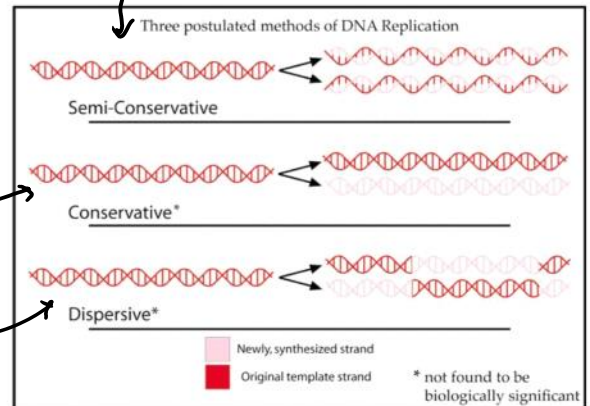 Three postulated methods of DNA Replication
Semi-Conservative
Conservative*
Dispersive*
Newly, synthesized strand
Original template strand
* not found to be
biologically significant